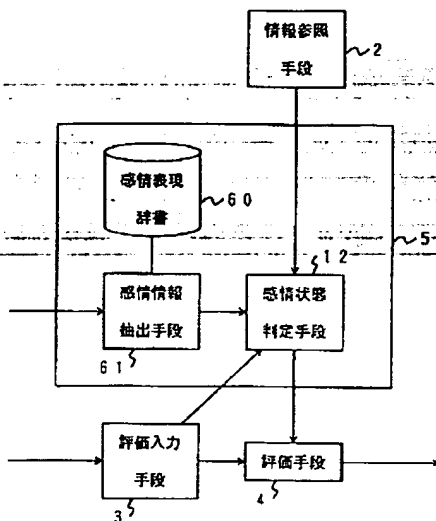 情報参照
手段
2
感情表現
辞書
60
5
12
感情情報
抽出手段
61
感情状態
判定手段
評価入力
手段
3
評価手段
4